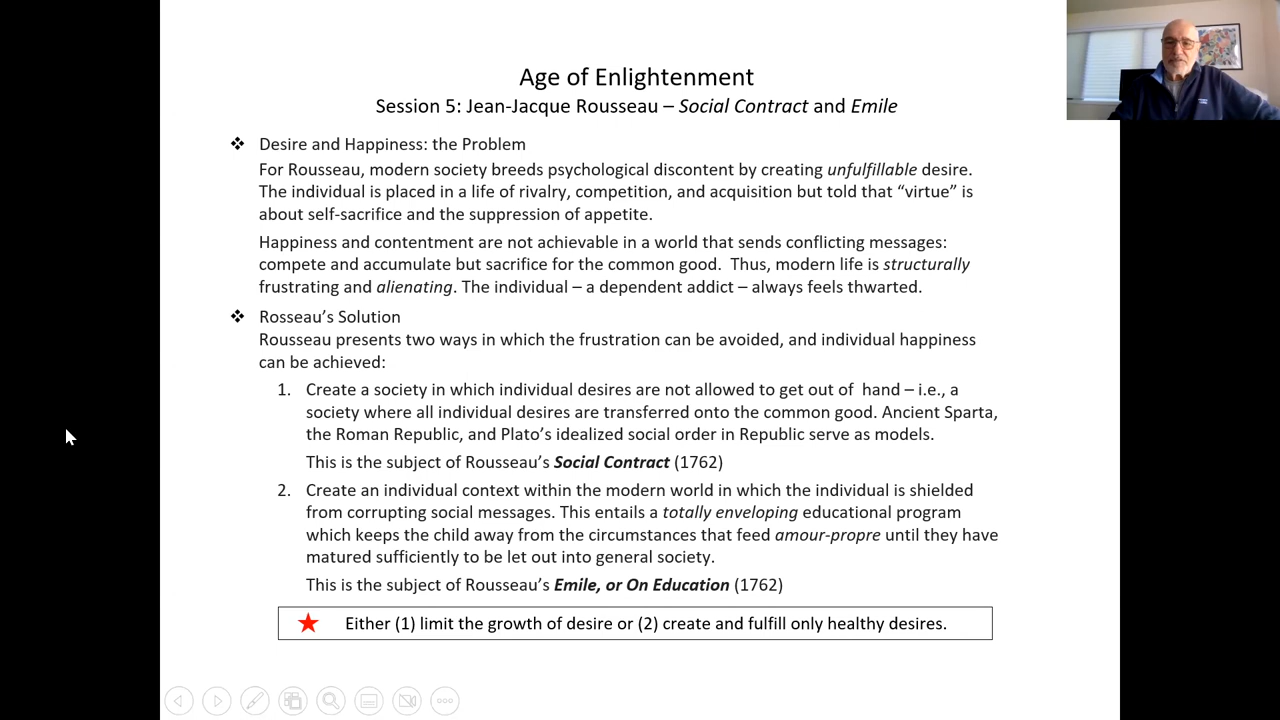 Age of Enlightenment
Session 5: Jean-Jacque Rousseau – Social Contract and Emile
❖ Desire and Happiness: the Problem
For Rousseau, modern society breeds psychological discontent by creating unfulfillable desire.
The individual is placed in a life of rivalry, competition, and acquisition but told that “virtue” is
about self-sacrifice and the suppression of appetite.
Happiness and contentment are not achievable in a world that sends conflicting messages:
compete and accumulate but sacrifice for the common good. Thus, modern life is structurally
frustrating and alienating. The individual – a dependent addict – always feels thwarted.
❖ Rosseau’s Solution
Rousseau presents two ways in which the frustration can be avoided, and individual happiness
can be achieved:
1. Create a society in which individual desires are not allowed to get out of hand – i.e., a
society where all individual desires are transferred onto the common good. Ancient Sparta,
the Roman Republic, and Plato’s idealized social order in Republic serve as models.
This is the subject of Rousseau’s Social Contract (1762)
2. Create an individual context within the modern world in which the individual is shielded
from corrupting social messages. This entails a totally enveloping educational program
which keeps the child away from the circumstances that feed amour-propre until they have
matured sufficiently to be let out into general society.
This is the subject of Rousseau’s Emile, or On Education (1762)
Either (1) limit the growth of desire or (2) create and fulfill only healthy desires.